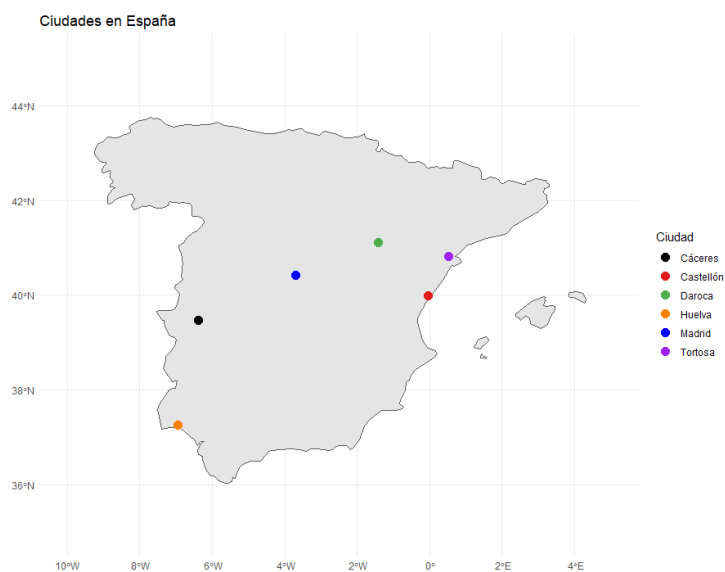 Ciudades en España
44°N
42°N
40°N
38°N
36°N
10°W
8°W
6°W
4°W
2°W
0°
2°E
4°E
Ciudad
Cáceres
Castellón
Daroca
Huelva
Madrid
Tortosa